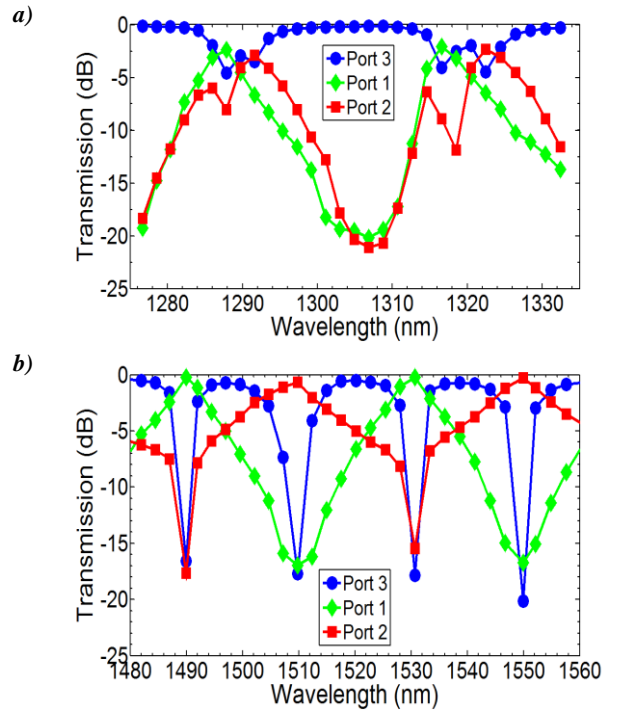 a)
0
-5
-10
-15
-20
-25
Transmission (dB)
Port 3
Port 1
Port 2
1280 1290 1300 1310 1320 1330
Wavelength (nm)
b)
0
-5
-10
-15
-20
-25
Transmission (dB)
Port 3
Port 1
Port 2
1480 1490 1500 1510 1520 1530 1540 1550 1560
Wavelength (nm)